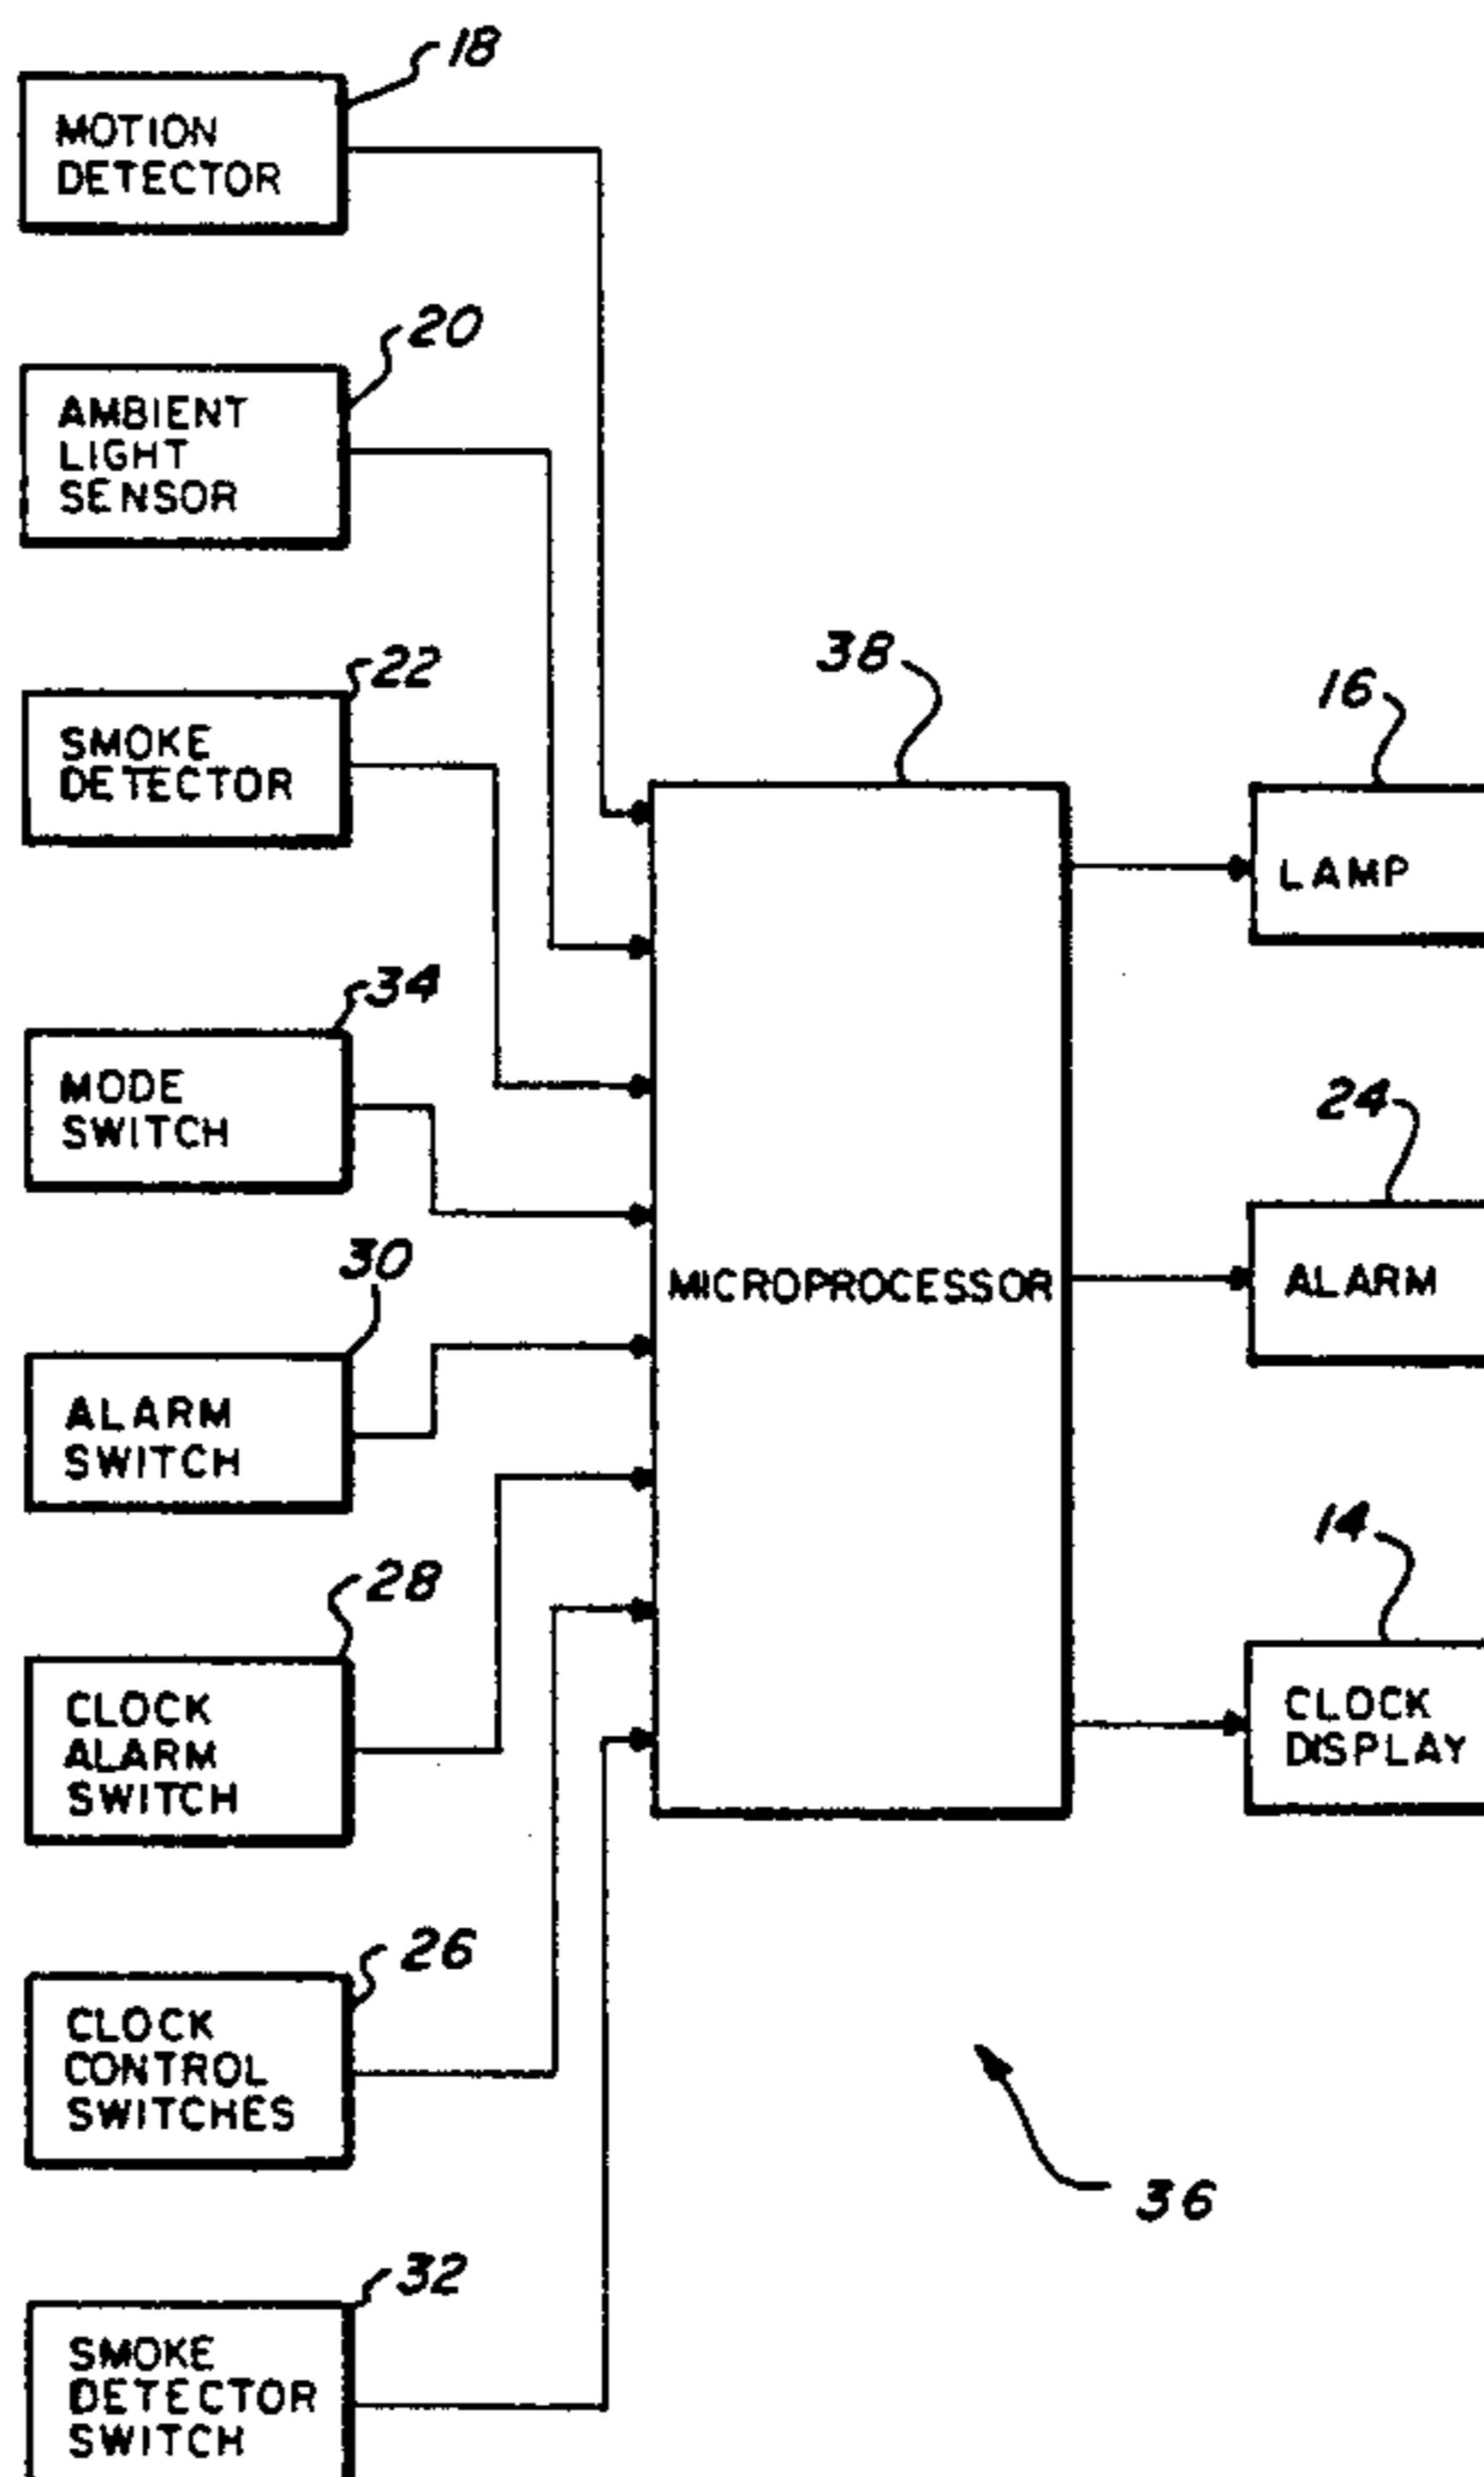 18
MOTION
DETECTOR
20
AMBIENT
LIGHT
SENSOR
22
SMOKE
DETECTOR
34
MODE
SWITCH
30
ALARM
SWITCH
28
CLOCK
ALARM
SWITCH
26
CLOCK
CONTROL
SWITCHES
32
SMOKE
DETECTOR
SWITCH
38
MICROPROCESSOR
16
LAMP
24
ALARM
14
CLOCK
DISPLAY
36